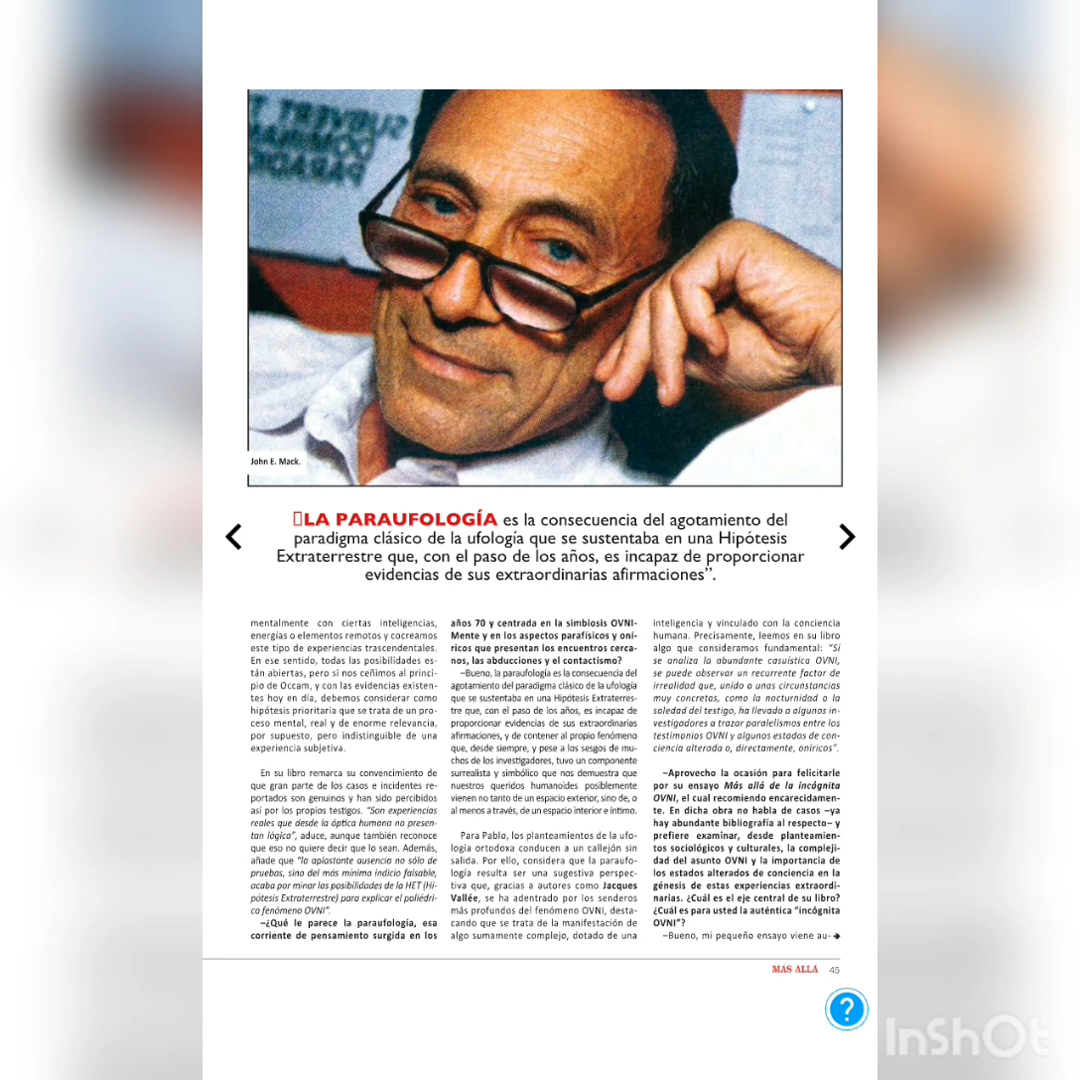 SUBVERT T
DOMINA
PARADIG
John E. Mack.
LA PARAUFOLOGÍA es la consecuencia del agotamiento del
paradigma clásico de la ufología que se sustentaba en una Hipótesis
Extraterrestre que, con el paso de los años, es incapaz de proporcionar
evidencias de sus extraordinarias afirmaciones”.
mentalmente con ciertas inteligencias,
energías o elementos remotos y cocreamos
este tipo de experiencias trascendentales.
En ese sentido, todas las posibilidades es-
tán abiertas, pero si nos ceñimos al princi-
pio de Occam, y con las evidencias existen-
tes hoy en día, debemos considerar como
hipótesis prioritaria que se trata de un pro-
ceso mental, real y de enorme relevancia,
por supuesto, pero indistinguible de una
experiencia subjetiva.
En su libro remarca su convencimiento de
que gran parte de los casos e incidentes re-
portados son genuinos y han sido percibidos
así por los propios testigos. “Son experiencias
reales que desde la óptica humana no presen-
tan lógica”, aduce, aunque también reconoce
que eso no quiere decir que lo sean. Además,
añade que “la aplastante ausencia no sólo de
pruebas, sino del más mínimo indicio falsable,
acaba por minar las posibilidades de la HET (Hi-
pótesis Extraterrestre) para explicar el poliédri-
co fenómeno OVNI”.
–¿Qué le parece la paraufología, esa
corriente de pensamiento surgida en los
años 70 y centrada en la simbiosis OVNI-
Mente y en los aspectos parafísicos y oní-
ricos que presentan los encuentros cerca-
nos, las abducciones y el contactismo?
–Bueno, la paraufología es la consecuencia del
agotamiento del paradigma clásico de la ufología
que se sustentaba en una Hipótesis Extraterres-
tre que, con el paso de los años, es incapaz de
proporcionar evidencias de sus extraordinarias
afirmaciones, y de contener al propio fenómeno
que, desde siempre, y pese a los sesgos de mu-
chos de los investigadores, tuvo un componente
surrealista y simbólico que nos demuestra que
nuestros queridos humanoides posiblemente
vienen no tanto de un espacio exterior, sino de, o
al menos a través, de un espacio interior e íntimo.
Para Pablo, los planteamientos de la ufo-
logía ortodoxa conducen a un callejón sin
salida. Por ello, considera que la paraufo-
logía resulta ser una sugestiva perspec-
tiva que, gracias a autores como Jacques
Vallée, se ha adentrado por los senderos
más profundos del fenómeno OVNI, desta-
cando que se trata de la manifestación de
algo sumamente complejo, dotado de una
inteligencia y vinculado con la conciencia
humana. Precisamente, leemos en su libro
algo que consideramos fundamental: “Si
se analiza la abundante casuística OVNI,
se puede observar un recurrente factor de
irrealidad que, unido a unas circunstancias
muy concretas, como la nocturnidad o la
soledad del testigo, ha llevado a algunos in-
vestigadores a trazar paralelismos entre los
testimonios OVNI y algunos estados de con-
ciencia alterada o, directamente, oníricos”.
–Aprovecho la ocasión para felicitarle
por su ensayo Más allá de la incógnita
OVNI, el cual recomiendo encarecidamen-
te. En dicha obra no habla de casos –ya
hay abundante bibliografía al respecto– y
prefiere examinar, desde planteamien-
tos sociológicos y culturales, la compleji-
dad del asunto OVNI y la importancia de
los estados alterados de conciencia en la
génesis de estas experiencias extraordi-
narias. ¿Cuál es el eje central de su libro?
¿Cuál es para usted la auténtica “incógnita
OVNI”?
–Bueno, mi pequeño ensayo viene au-
MÁS ALLÁ 45
?
InShOt